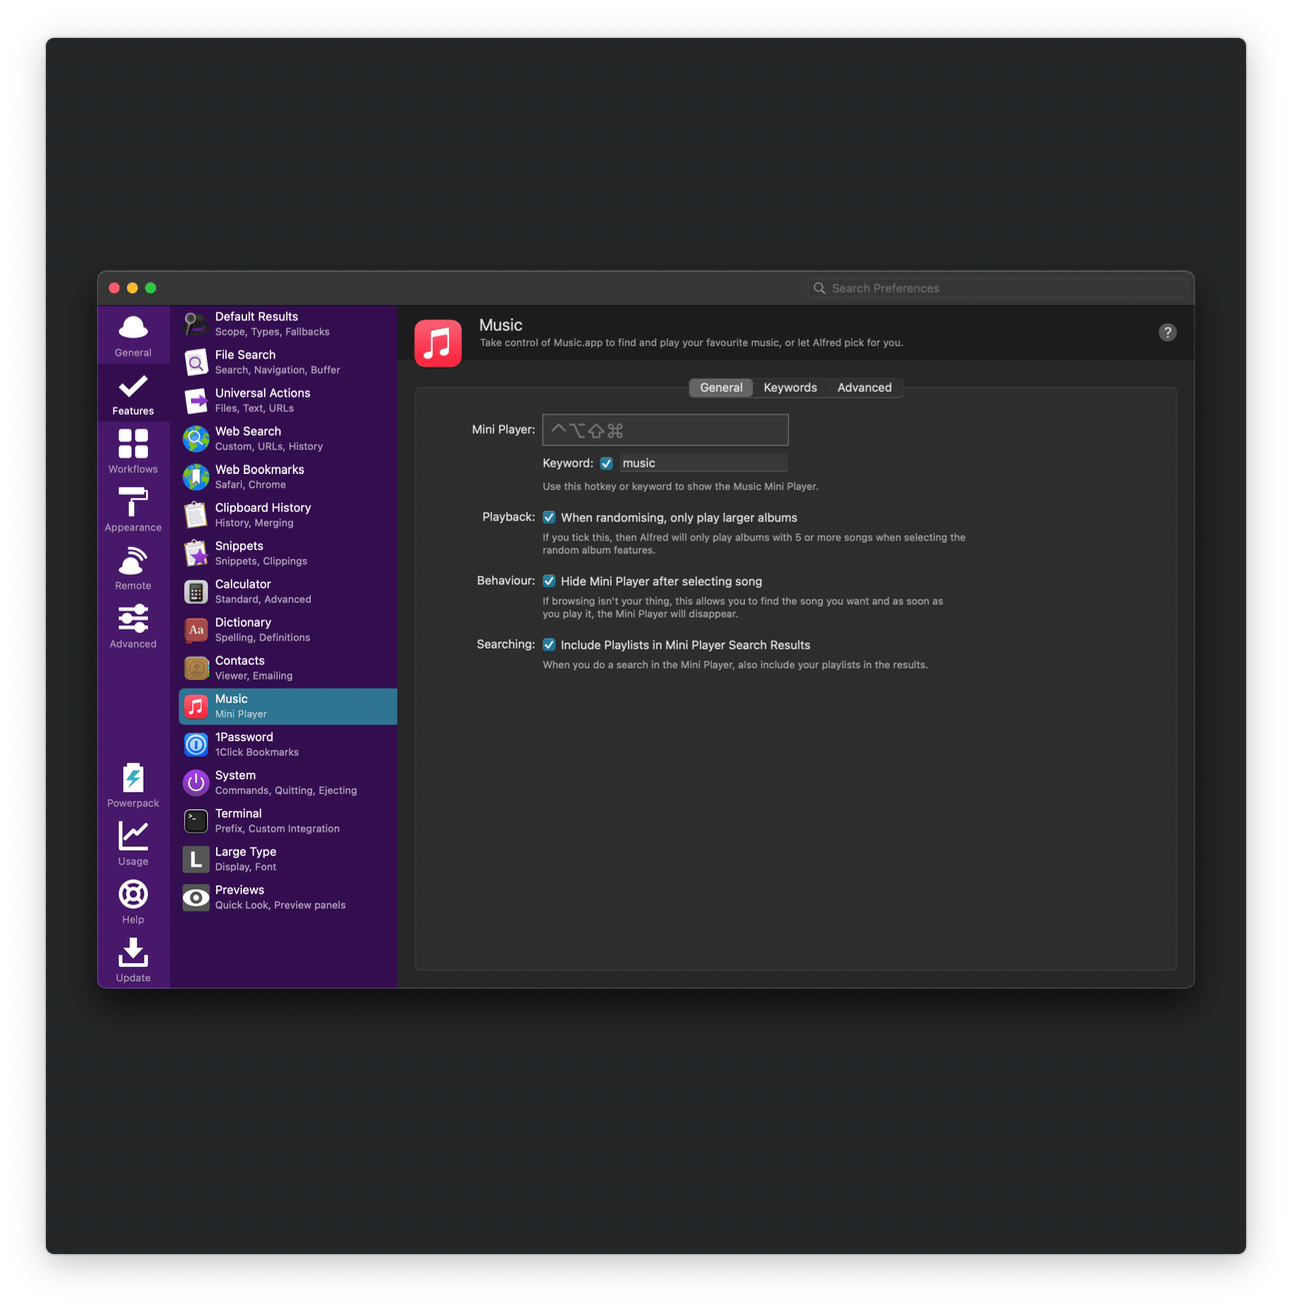 Search Preferences
General
Features
Workflows
Appearance
Remote
Advanced
Powerpack
Usage
Help
Update
Default Results
Scope, Types, Fallbacks
File Search
Search, Navigation, Buffer
Universal Actions
Files, Text, URLs
Web Search
Custom, URLs, History
Web Bookmarks
Safari, Chrome
Clipboard History
History, Merging
Snippets
Snippets, Clippings
Calculator
Standard, Advanced
Aa
Dictionary
Spelling, Definitions
Contacts
Viewer, Emailing
Music
Mini Player
1Password
1Click Bookmarks
System
Commands, Quitting, Ejecting
>_
Terminal
Prefix, Custom Integration
L
Large Type
Display, Font
Previews
Quick Look, Preview panels
Music
Take control of Music.app to find and play your favourite music, or let Alfred pick for you.
?
General Keywords Advanced
Mini Player: ⌃⌥⇧⌘
Keyword: music
Use this hotkey or keyword to show the Music Mini Player.
Playback: When randomising, only play larger albums
If you tick this, then Alfred will only play albums with 5 or more songs when selecting the
random album features.
Behaviour: Hide Mini Player after selecting song
If browsing isn't your thing, this allows you to find the song you want and as soon as
you play it, the Mini Player will disappear.
Searching: Include Playlists in Mini Player Search Results
When you do a search in the Mini Player, also include your playlists in the results.